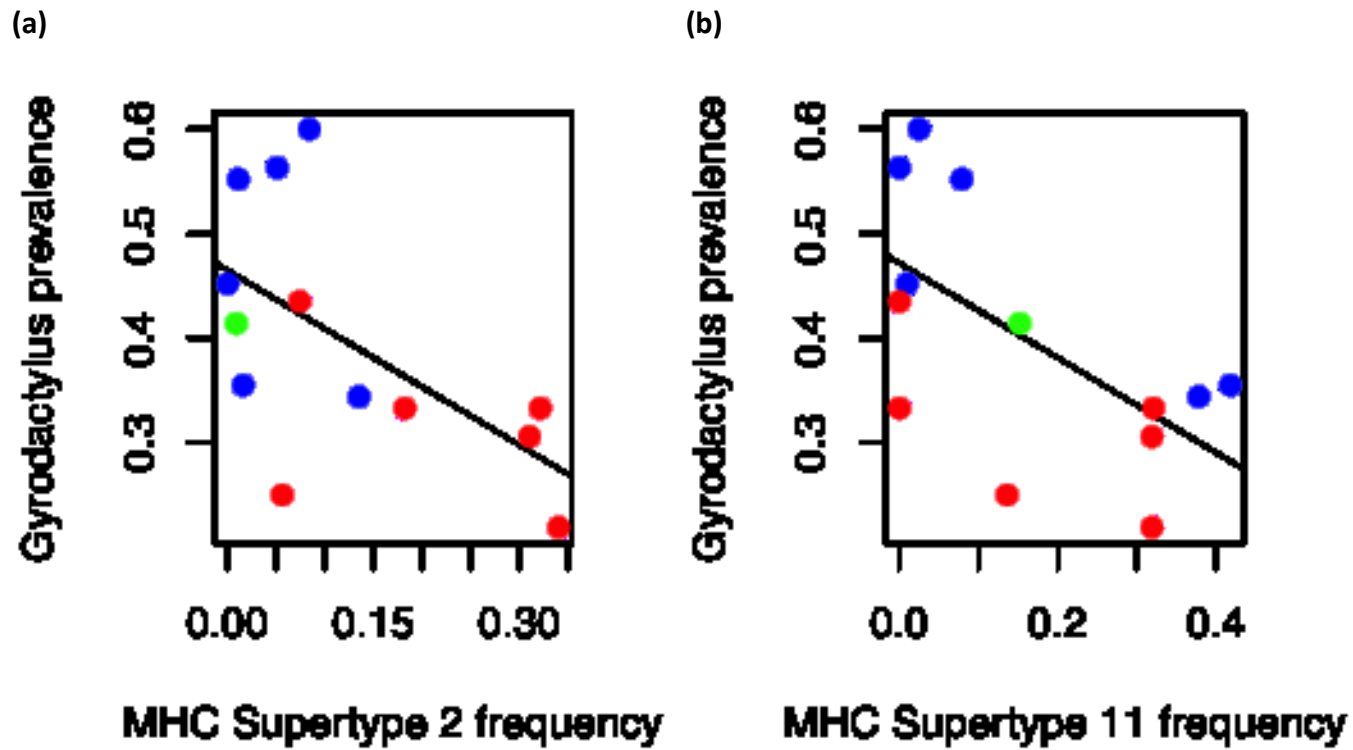 (a)
(b)
Gyrodactylus prevalence
0.6
0.5
0.4
0.3
0.00 0.15 0.30
MHC Supertype 2 frequency
Gyrodactylus prevalence
0.6
0.5
0.4
0.3
0.0 0.2 0.4
MHC Supertype 11 frequency